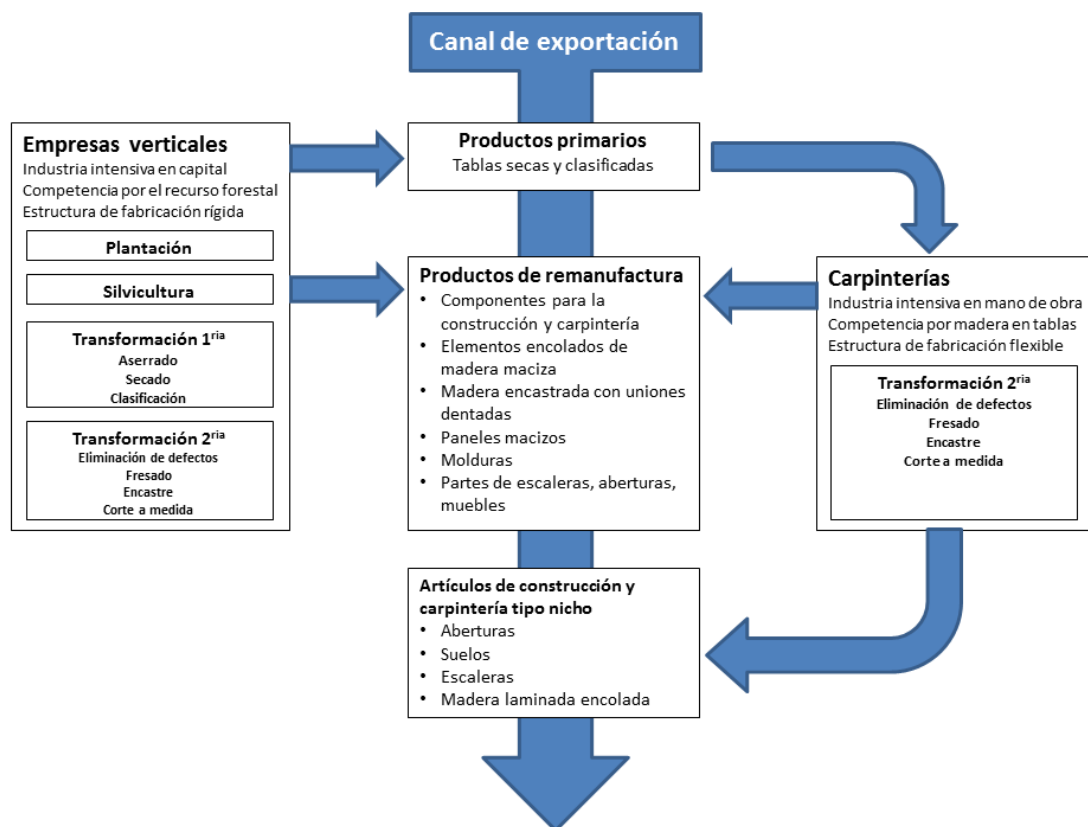 Canal de exportación
Empresas verticales
Industria intensiva en capital
Competencia por el recurso forestal
Estructura de fabricación rígida
Plantación
Silvicultura
Transformación 1ria
Aserrado
Secado
Clasificación
Transformación 2ria
Eliminación de defectos
Fresado
Encastre
Corte a medida
Productos primarios
Tablas secas y clasificadas
Productos de remanufactura
• Componentes para la
construcción y carpintería
• Elementos encolados de
madera maciza
• Madera encastrada con uniones
dentadas
• Paneles macizos
• Molduras
• Partes de escaleras, aberturas,
muebles
Artículos de construcción y
carpintería tipo nicho
• Aberturas
• Suelos
• Escaleras
• Madera laminada encolada
Carpinterías
Industria intensiva en mano de obra
Competencia por madera en tablas
Estructura de fabricación flexible
Transformación 2ria
Eliminación de defectos
Fresado
Encastre
Corte a medida